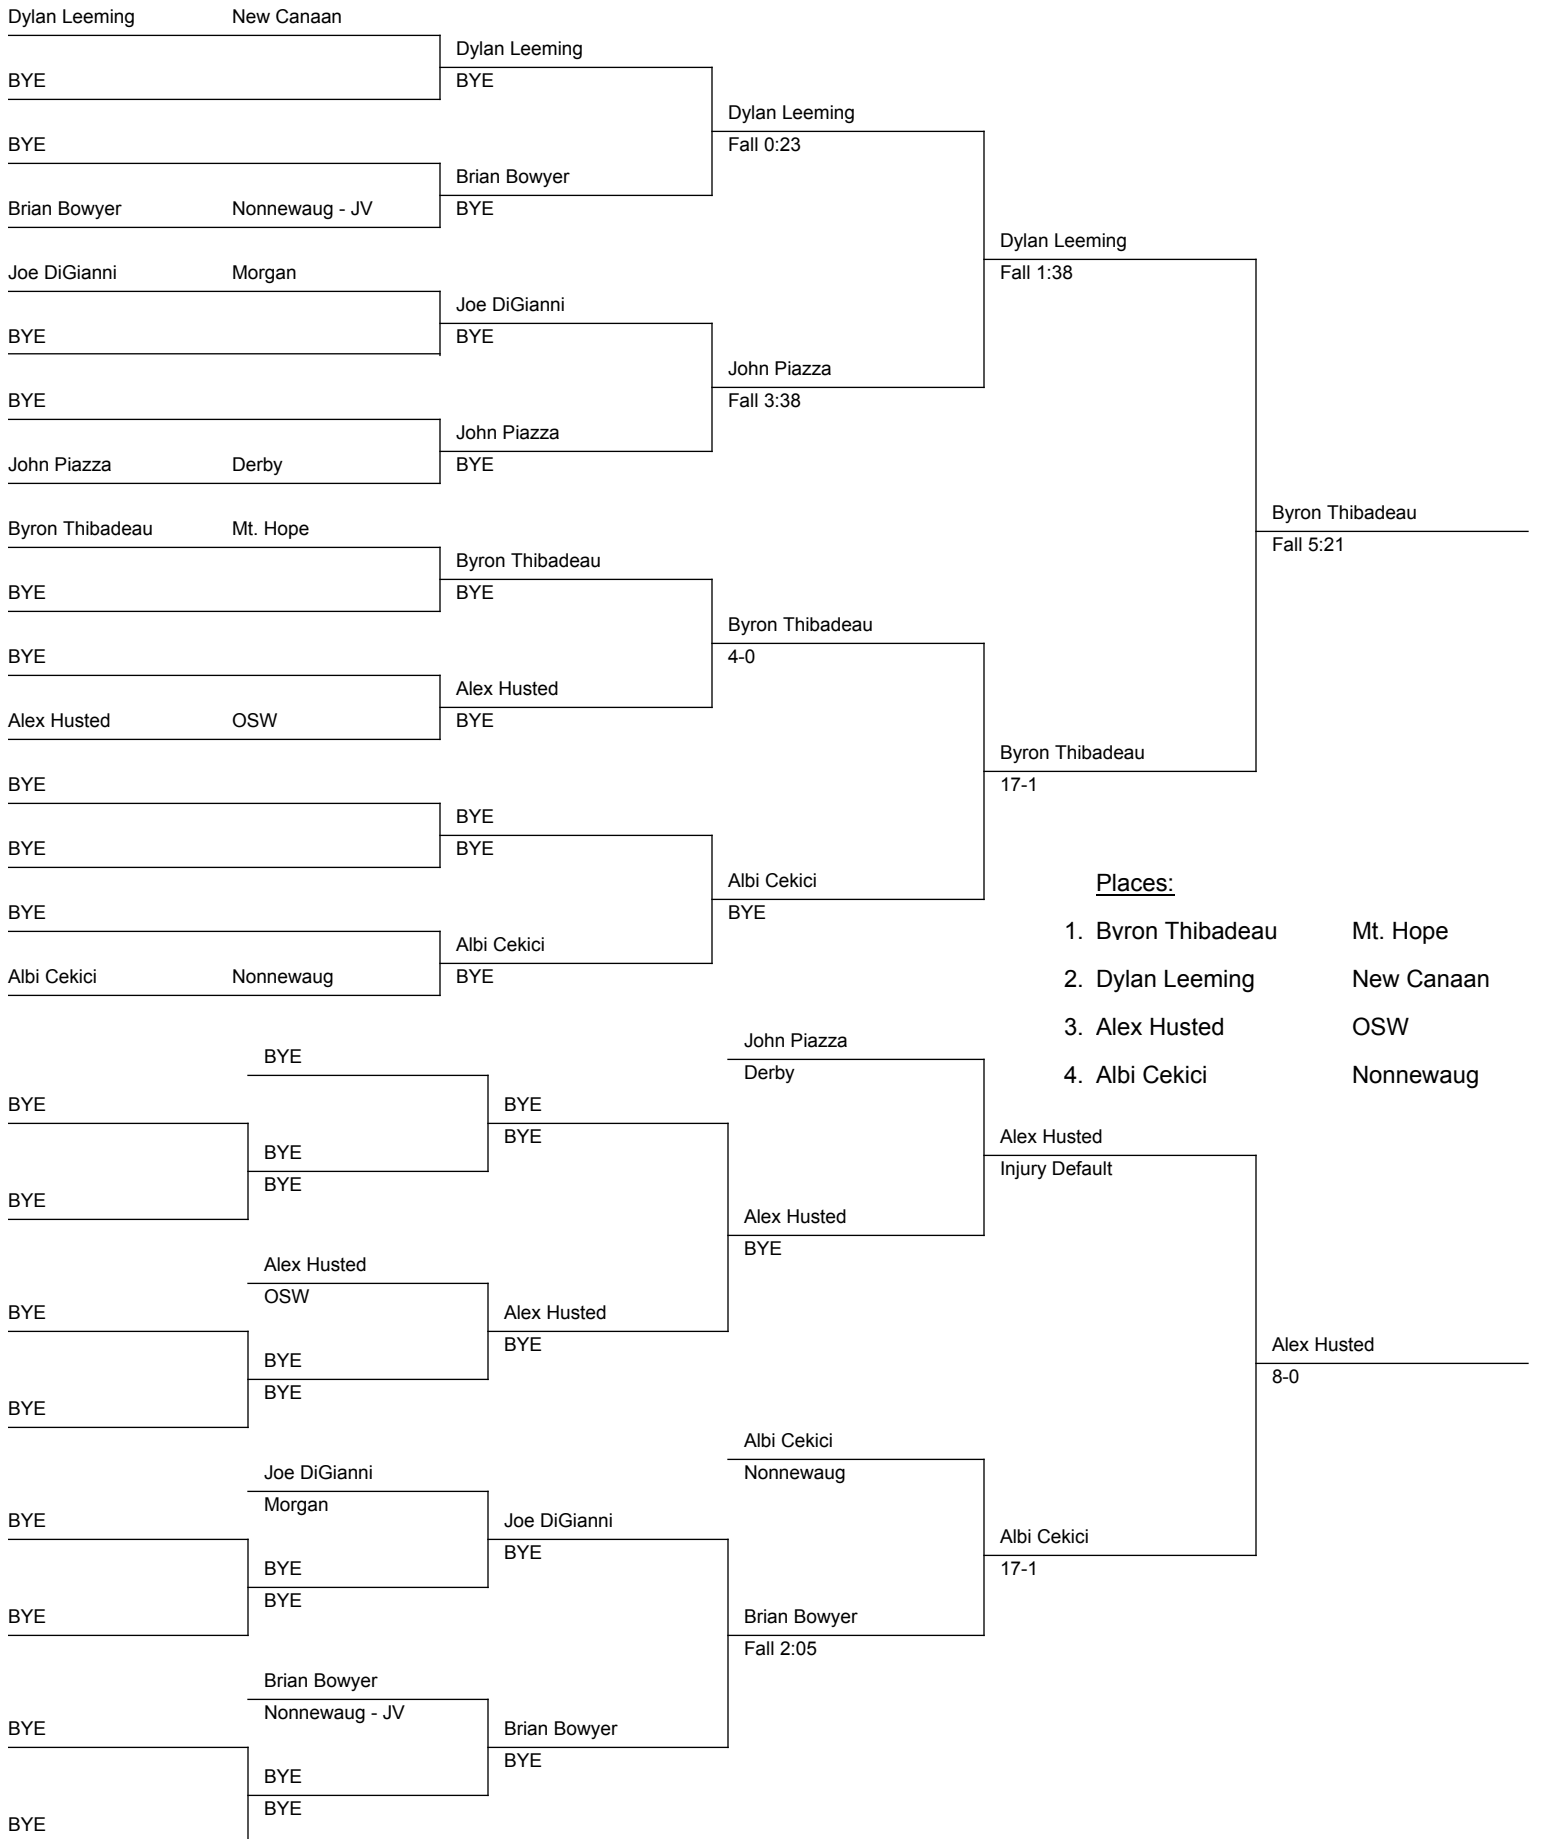 Dylan Leeming New Canaan
Dylan Leeming
BYE
BYE
Dylan Leeming
Fall 0:23
BYE
Brian Bowyer
Brian Bowyer Nonnewaug - JV
BYE
Dylan Leeming
Fall 1:38
Joe DiGianni Morgan
Joe DiGianni
BYE
BYE
John Piazza
Fall 3:38
BYE
John Piazza
John Piazza Derby
BYE
Byron Thibadeau
Fall 5:21
Byron Thibadeau Mt. Hope
Byron Thibadeau
BYE
BYE
Byron Thibadeau
4-0
BYE
Alex Husted
Alex Husted OSW
BYE
Byron Thibadeau
17-1
BYE
BYE
BYE
BYE
Albi Cekici
BYE
BYE
Albi Cekici
Albi Cekici Nonnewaug
BYE
Places:
1. Byron Thibadeau Mt. Hope
2. Dylan Leeming New Canaan
3. Alex Husted OSW
4. Albi Cekici Nonnewaug
John Piazza
Derby
BYE
BYE
BYE
BYE
BYE
BYE
BYE
Alex Husted
Injury Default
Alex Husted
BYE
Alex Husted
OSW
BYE
Alex Husted
BYE
BYE
BYE
BYE
Alex Husted
8-0
Albi Cekici
Nonnewaug
Joe DiGianni
Morgan
BYE
Joe DiGianni
BYE
BYE
BYE
BYE
Albi Cekici
17-1
Brian Bowyer
Fall 2:05
Brian Bowyer
Nonnewaug - JV
BYE
Brian Bowyer
BYE
BYE
BYE
BYE